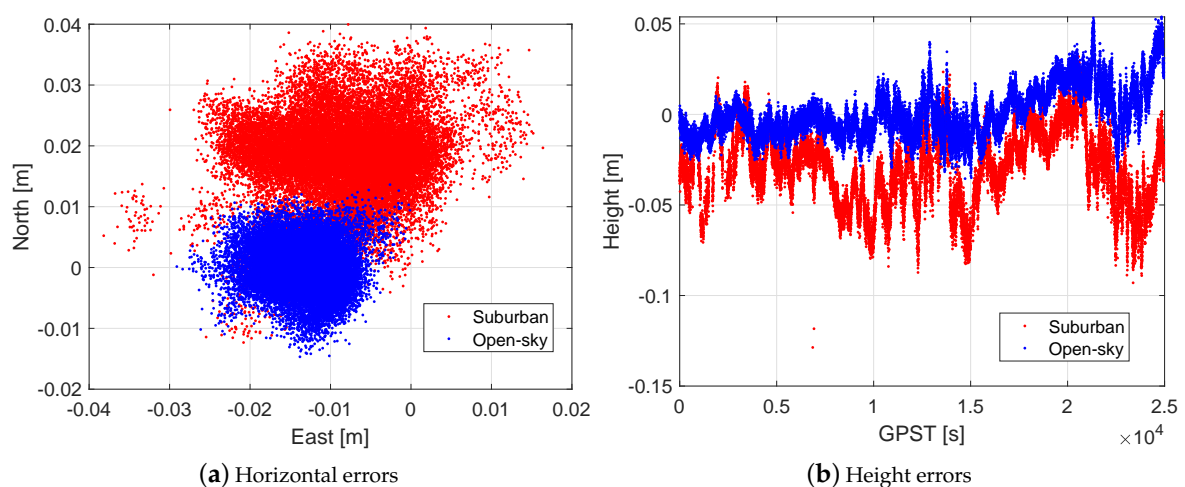 0.04
0.03
0.02
0.01
0
-0.01
-0.02
North [m]
-0.04
-0.03
-0.02
-0.01
0
0.01
0.02
East [m]
Suburban
Open-sky
(a) Horizontal errors
0.05
0
-0.05
-0.1
-0.15
Height [m]
0
0.5
1
1.5
2
2.5
GPST [s]
×10⁴
Suburban
Open-sky
(b) Height errors